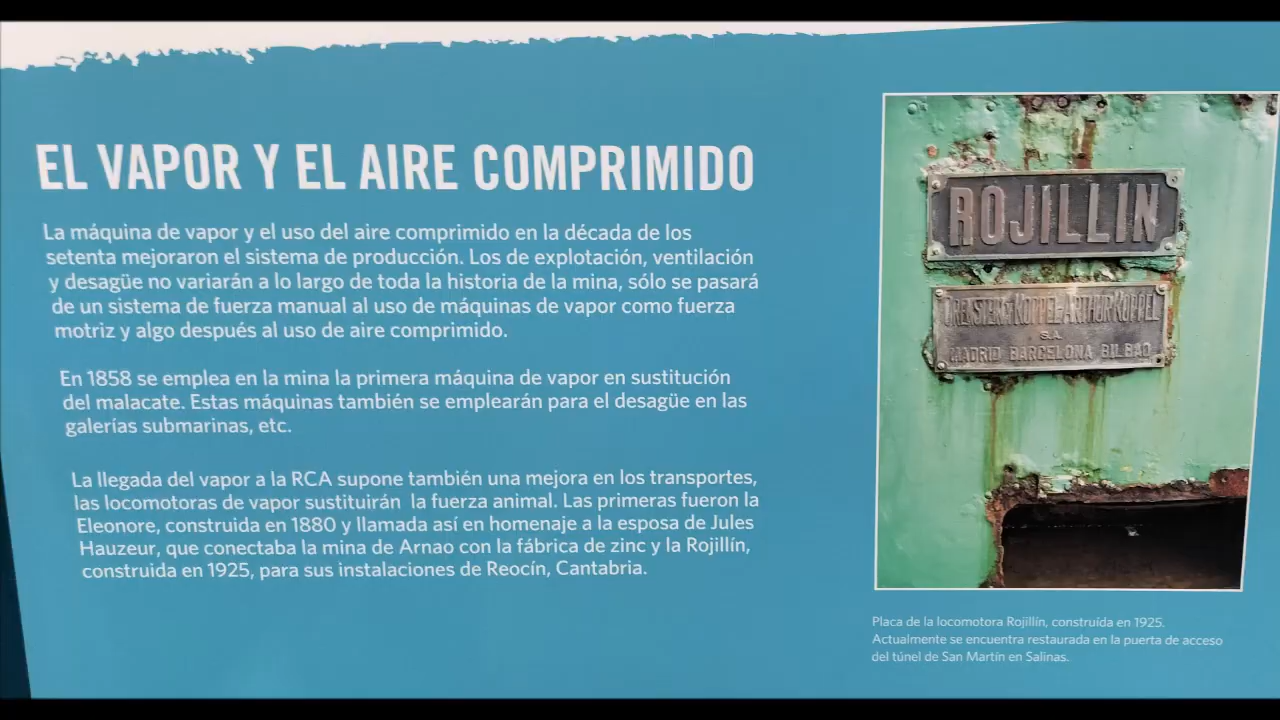 EL VAPOR Y EL AIRE COMPRIMIDO
La máquina de vapor y el uso del aire comprimido en la década de los
setenta mejoraron el sistema de producción. Los de explotación, ventilación
y desagüe no variarán a lo largo de toda la historia de la mina, sólo se pasará
de un sistema de fuerza manual al uso de máquinas de vapor como fuerza
motriz y algo después al uso de aire comprimido.
En 1858 se emplea en la mina la primera máquina de vapor en sustitución
del malacate. Estas máquinas también se emplearán para el desagüe en las
galerías submarinas, etc.
La llegada del vapor a la RCA supone también una mejora en los transportes,
las locomotoras de vapor sustituirán la fuerza animal. Las primeras fueron la
Eleonore, construida en 1880 y llamada así en homenaje a la esposa de Jules
Hauzeur, que conectaba la mina de Arnao con la fábrica de zinc y la Rojillín,
construida en 1925, para sus instalaciones de Reocín, Cantabria.
ROJILLIN
ORENSTEIN Y KOPPEL-ARTHUR KOPPEL
S.A.
MADRID BARCELONA BILBAO
Placa de la locomotora Rojillín, construída en 1925.
Actualmente se encuentra restaurada en la puerta de acceso
del túnel de San Martín en Salinas.